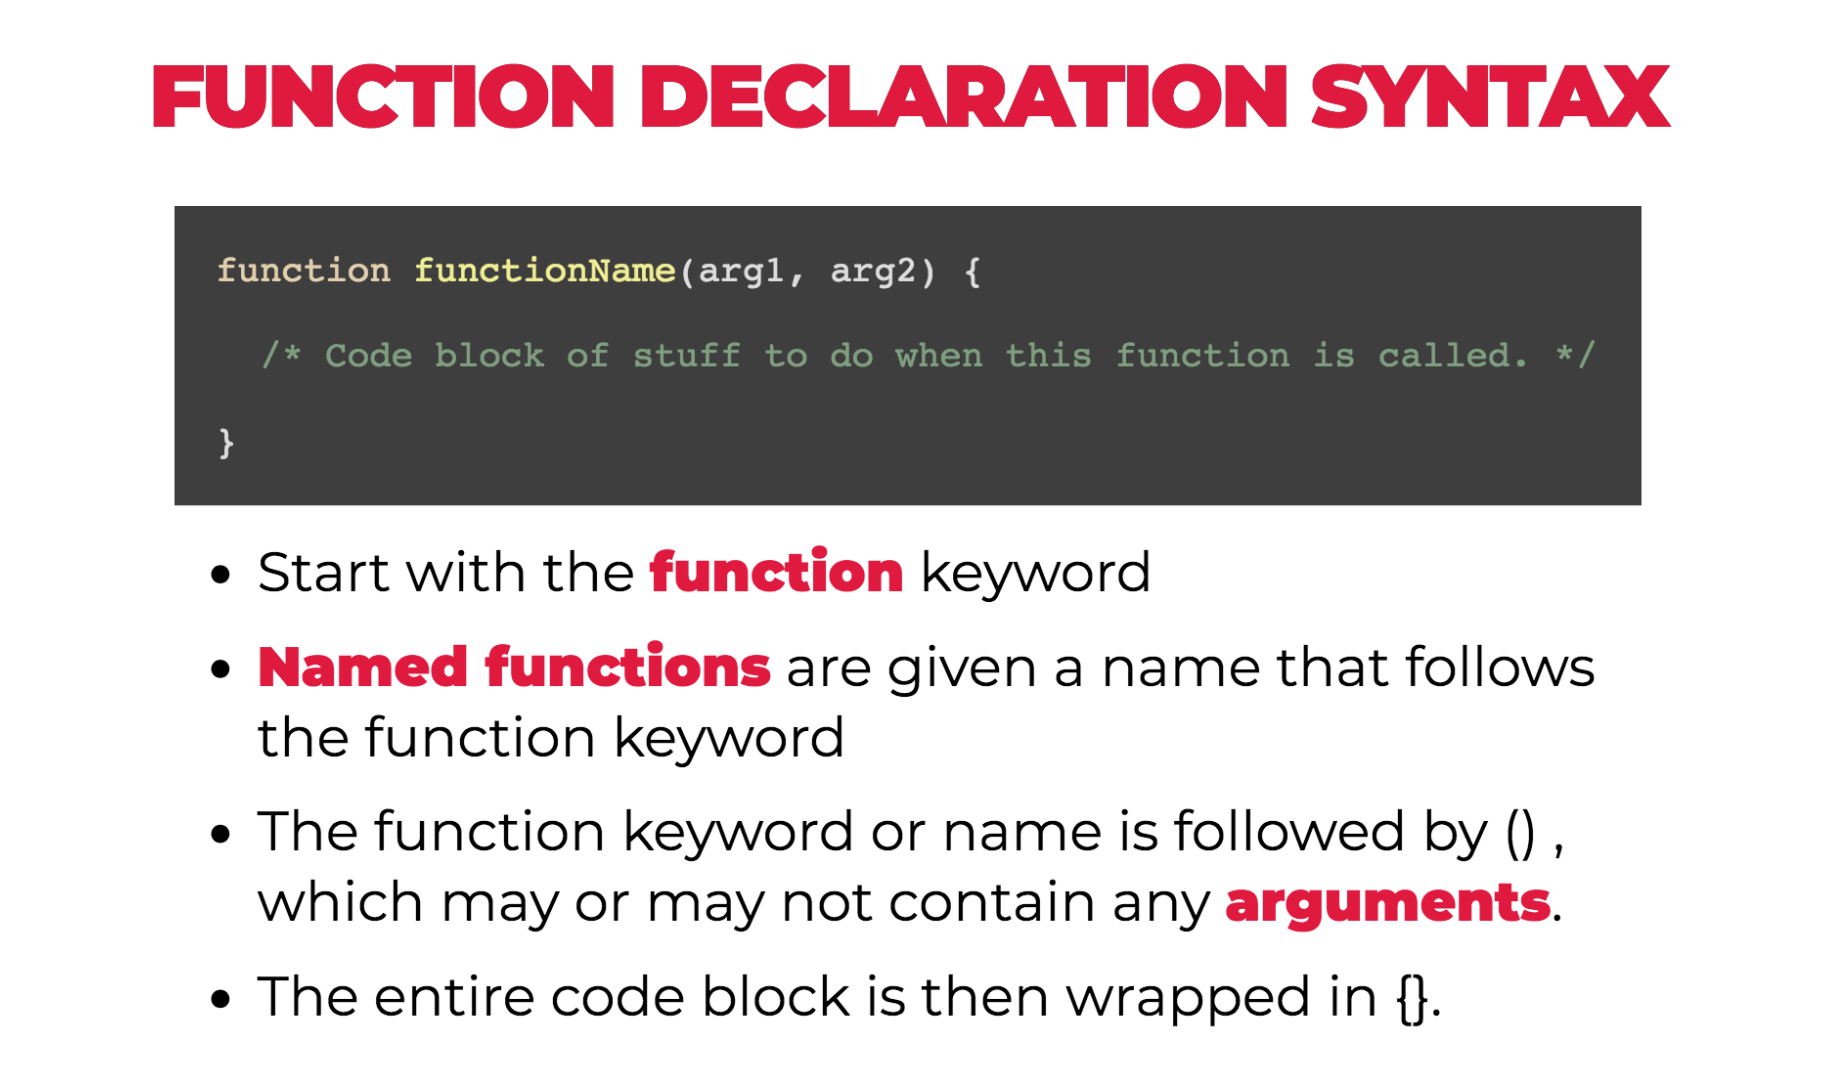 FUNCTION DECLARATION SYNTAX
function functionName(arg1, arg2) {
/* Code block of stuff to do when this function is called. */
}
• Start with the function keyword
• Named functions are given a name that follows
the function keyword
• The function keyword or name is followed by () ,
which may or may not contain any arguments.
• The entire code block is then wrapped in {}.